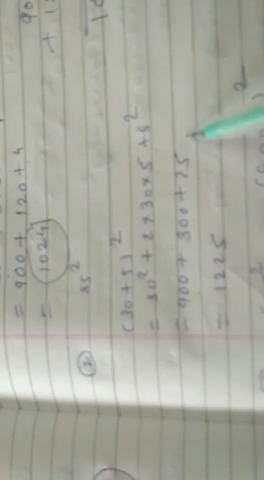 = 900 + 120 + 4
= 1024
② 35²
(30+5)²
= 30² + 2×30×5 + 5²
= 900 + 300 + 25
= 1225